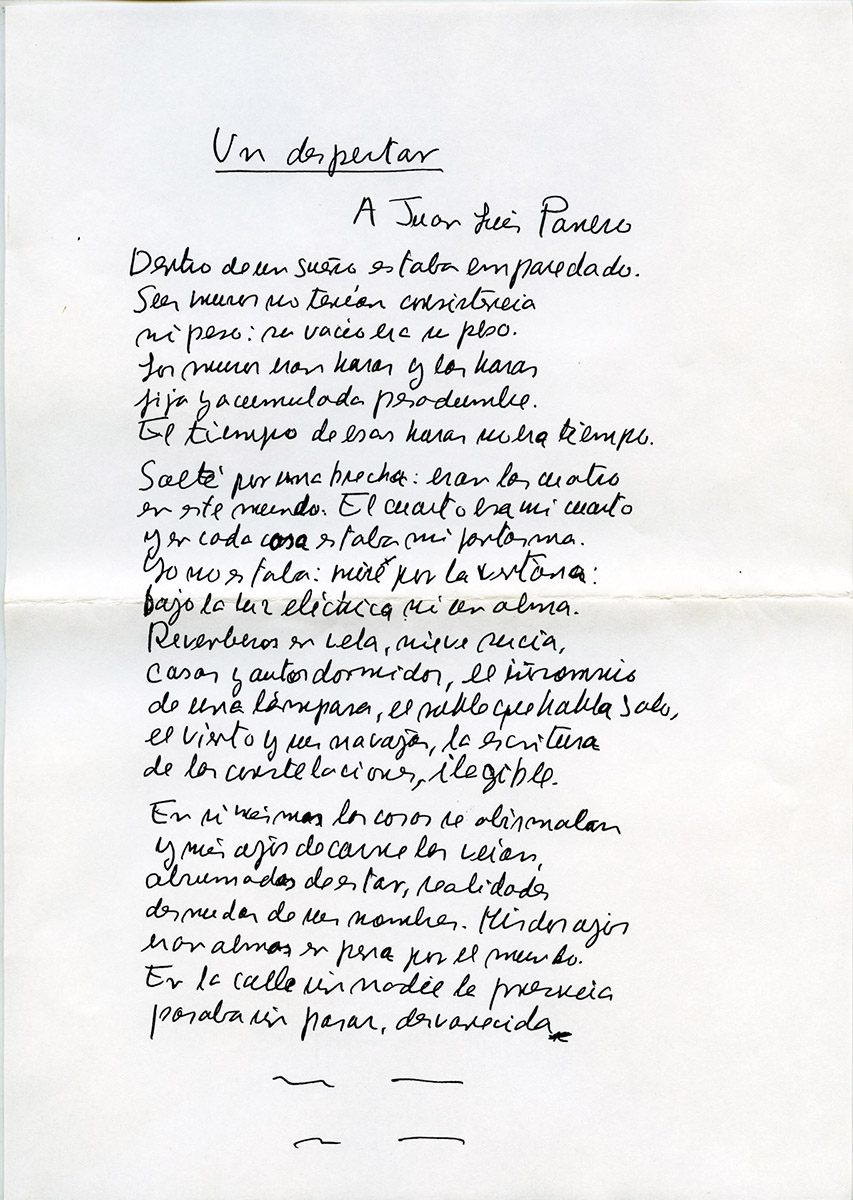 Un despertar
A Juan Luis Panero
Dentro de un sueño estaba emparedado.
Sus muros no tenían consistencia
ni peso: su vacío era su peso.
Los muros eran horas y las horas
fija y acumulada pesadumbre.
El tiempo de esas horas no era tiempo.
Salté por una brecha: eran las cuatro
en este mundo. El cuarto era mi cuarto
y en cada cosa estaba mi fantasma.
Yo no estaba: miré por la ventana:
bajo la luz eléctrica ni un alma.
Reverberos en vela, nieve sucia,
casas y autos dormidos, el insomnio
de una lámpara, el roble que habla solo,
el viento y sus navajas, la escritura
de las constelaciones, ilegible.
En sí mismas las cosas se abismaban
y mis ojos de carne las veían,
abrumadas de estar, realidades
desnudas de sus nombres. Mis dos ojos
eran almas en pena por el mundo.
En la calle sin nadie la presencia
pasaba sin pasar, desvanecida